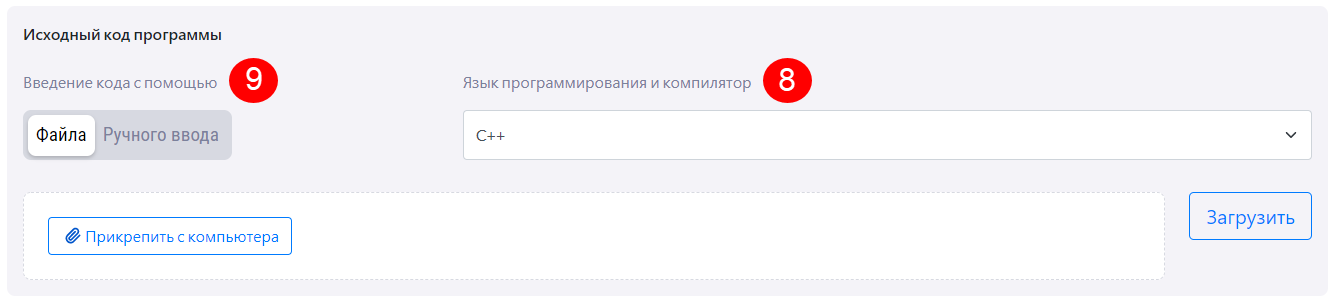 Исходный код программы
Введение кода с помощью 9
Язык программирования и компилятор 8
Файла Ручного ввода
C++
Прикрепить с компьютера
Загрузить